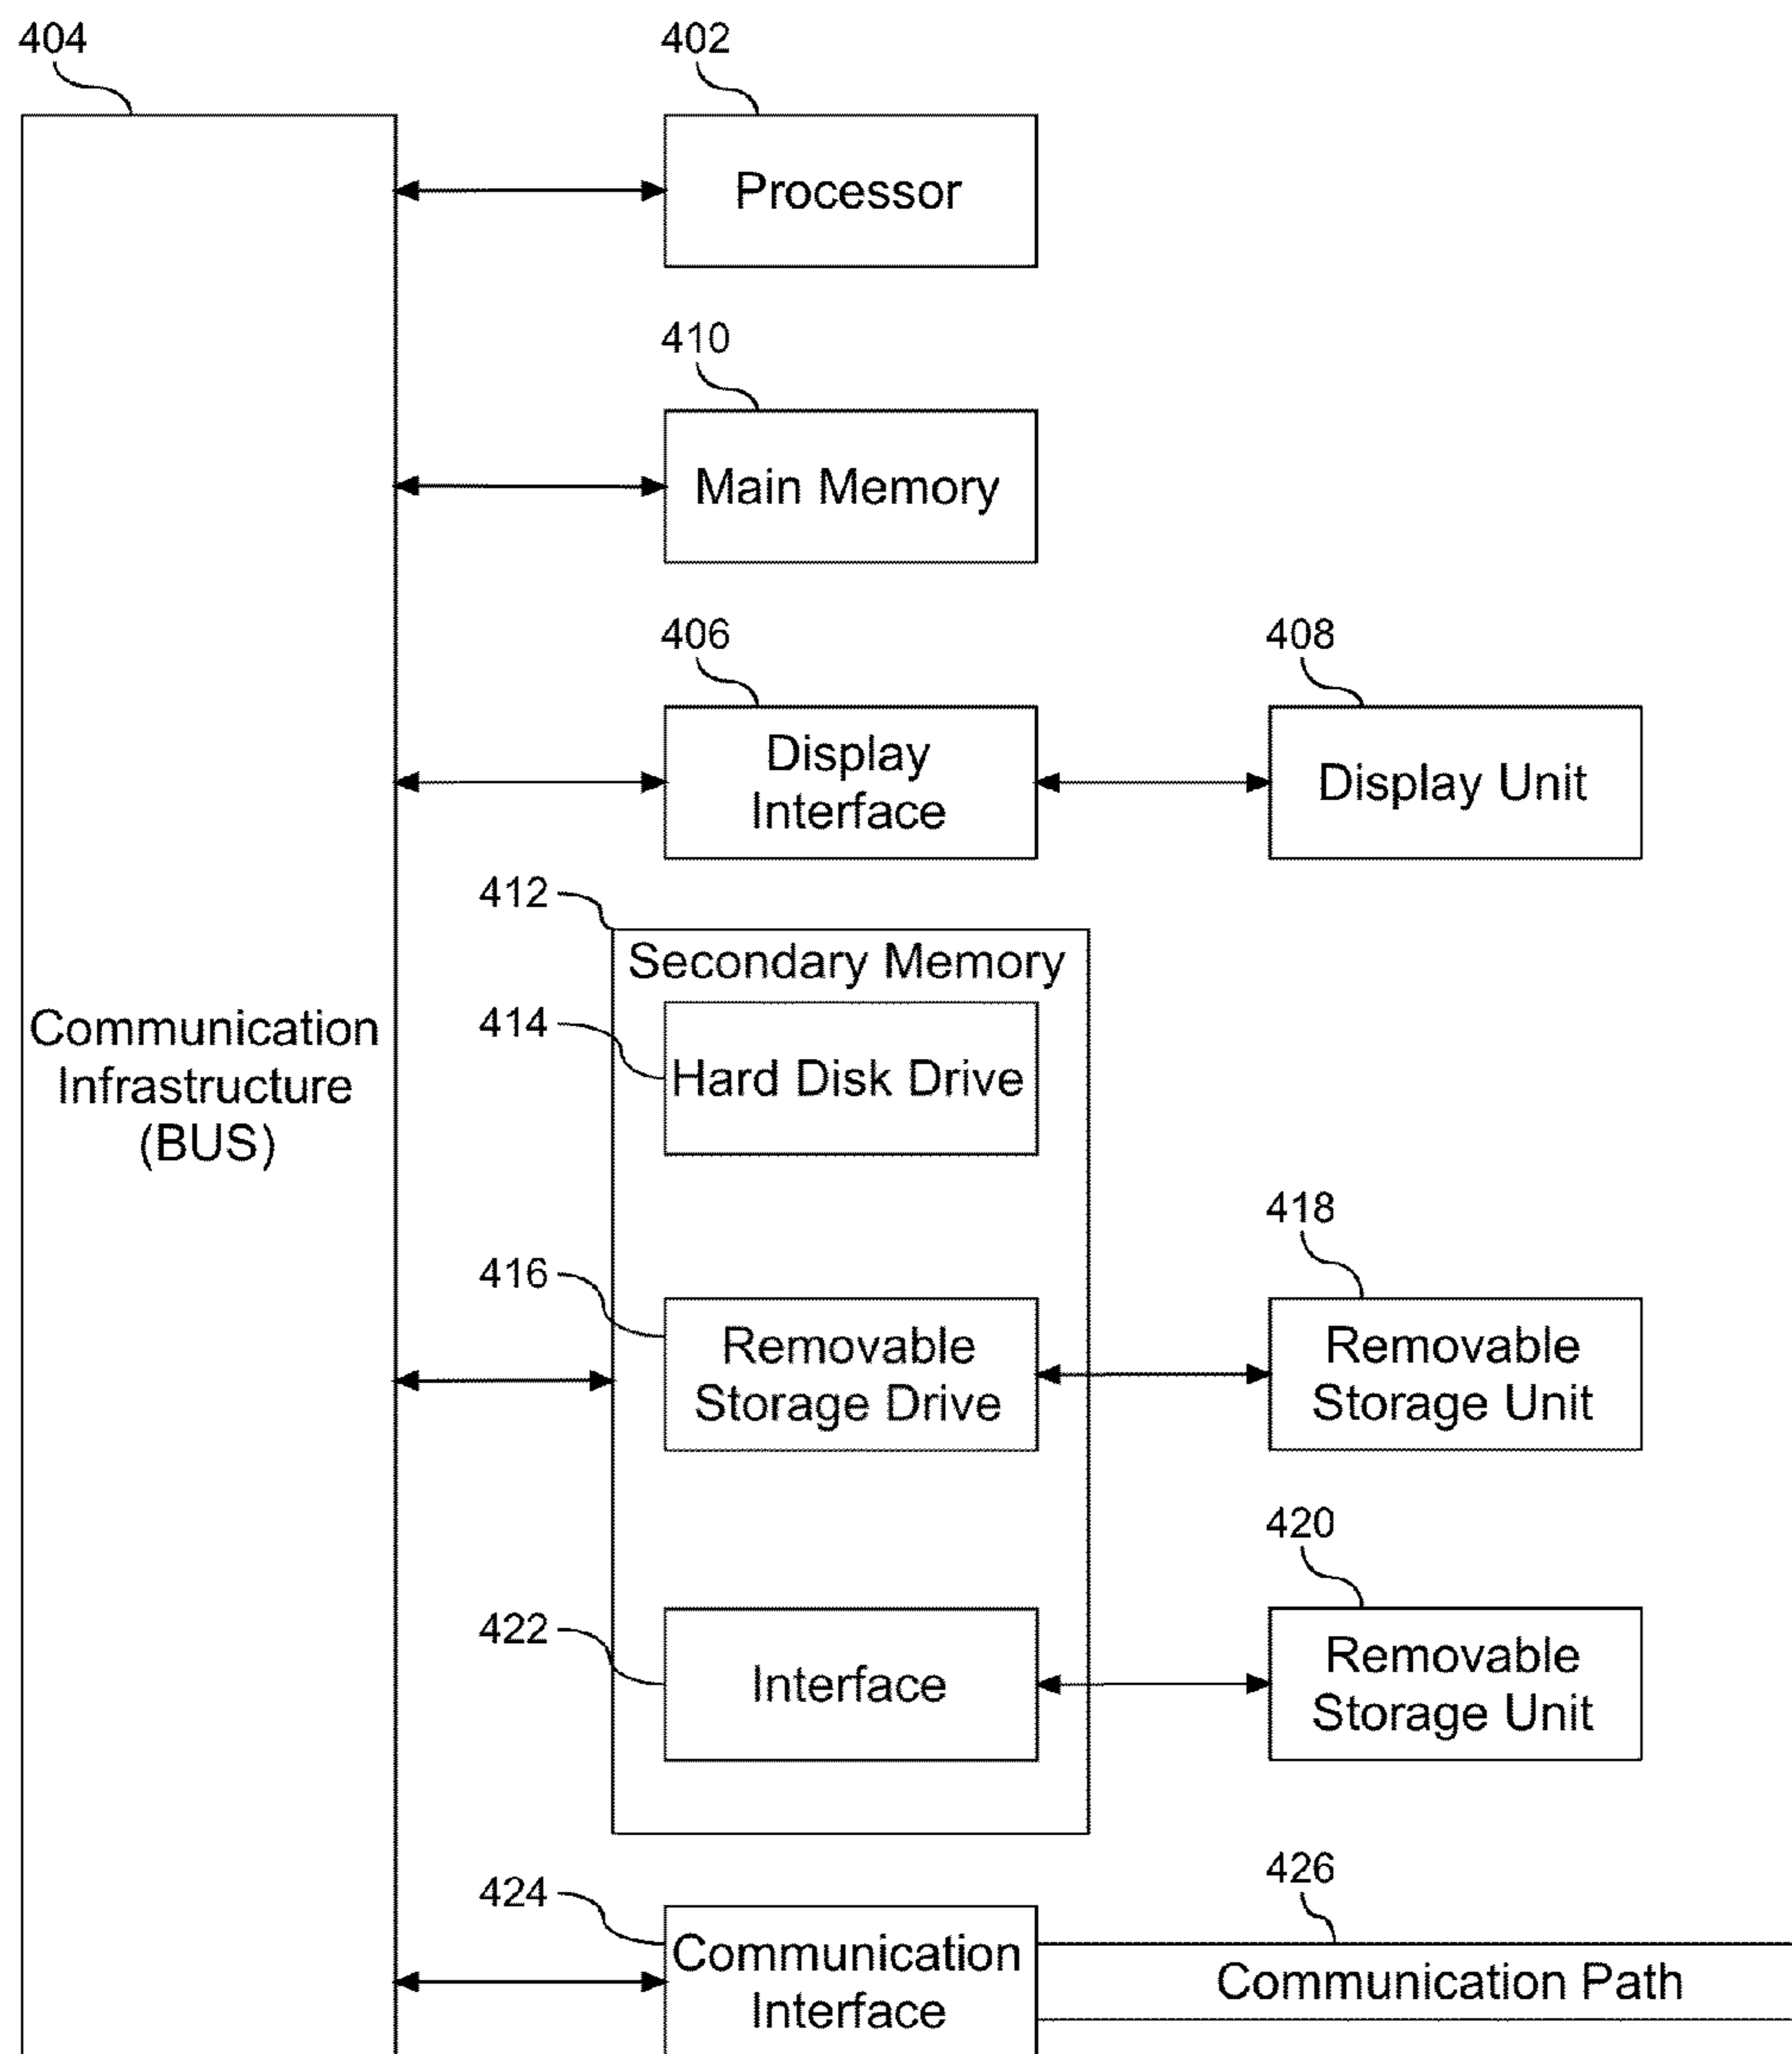 404
402
Processor
410
Main Memory
406
408
Display
Interface
Display Unit
412
Secondary Memory
414
Hard Disk Drive
Communication
Infrastructure
(BUS)
416
418
Removable
Storage Drive
Removable
Storage Unit
422
420
Interface
Removable
Storage Unit
424
426
Communication
Interface
Communication Path